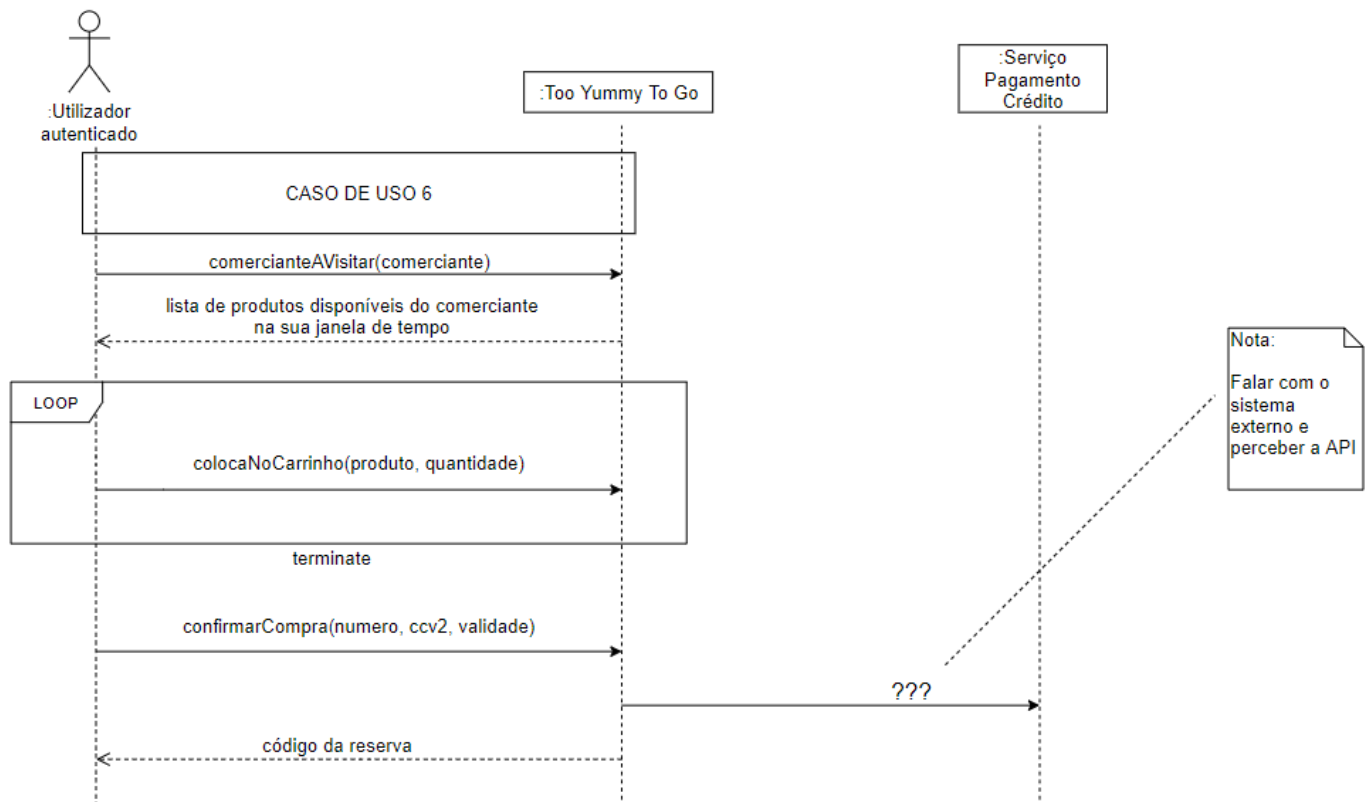 :Utilizador
autenticado
:Too Yummy To Go
:Serviço
Pagamento
Crédito
CASO DE USO 6
comercianteAVisitar(comerciante)
lista de produtos disponíveis do comerciante
na sua janela de tempo
LOOP
colocaNoCarrinho(produto, quantidade)
terminate
confirmarCompra(numero, ccv2, validade)
???
código da reserva
Nota:
Falar com o
sistema
externo e
perceber a API